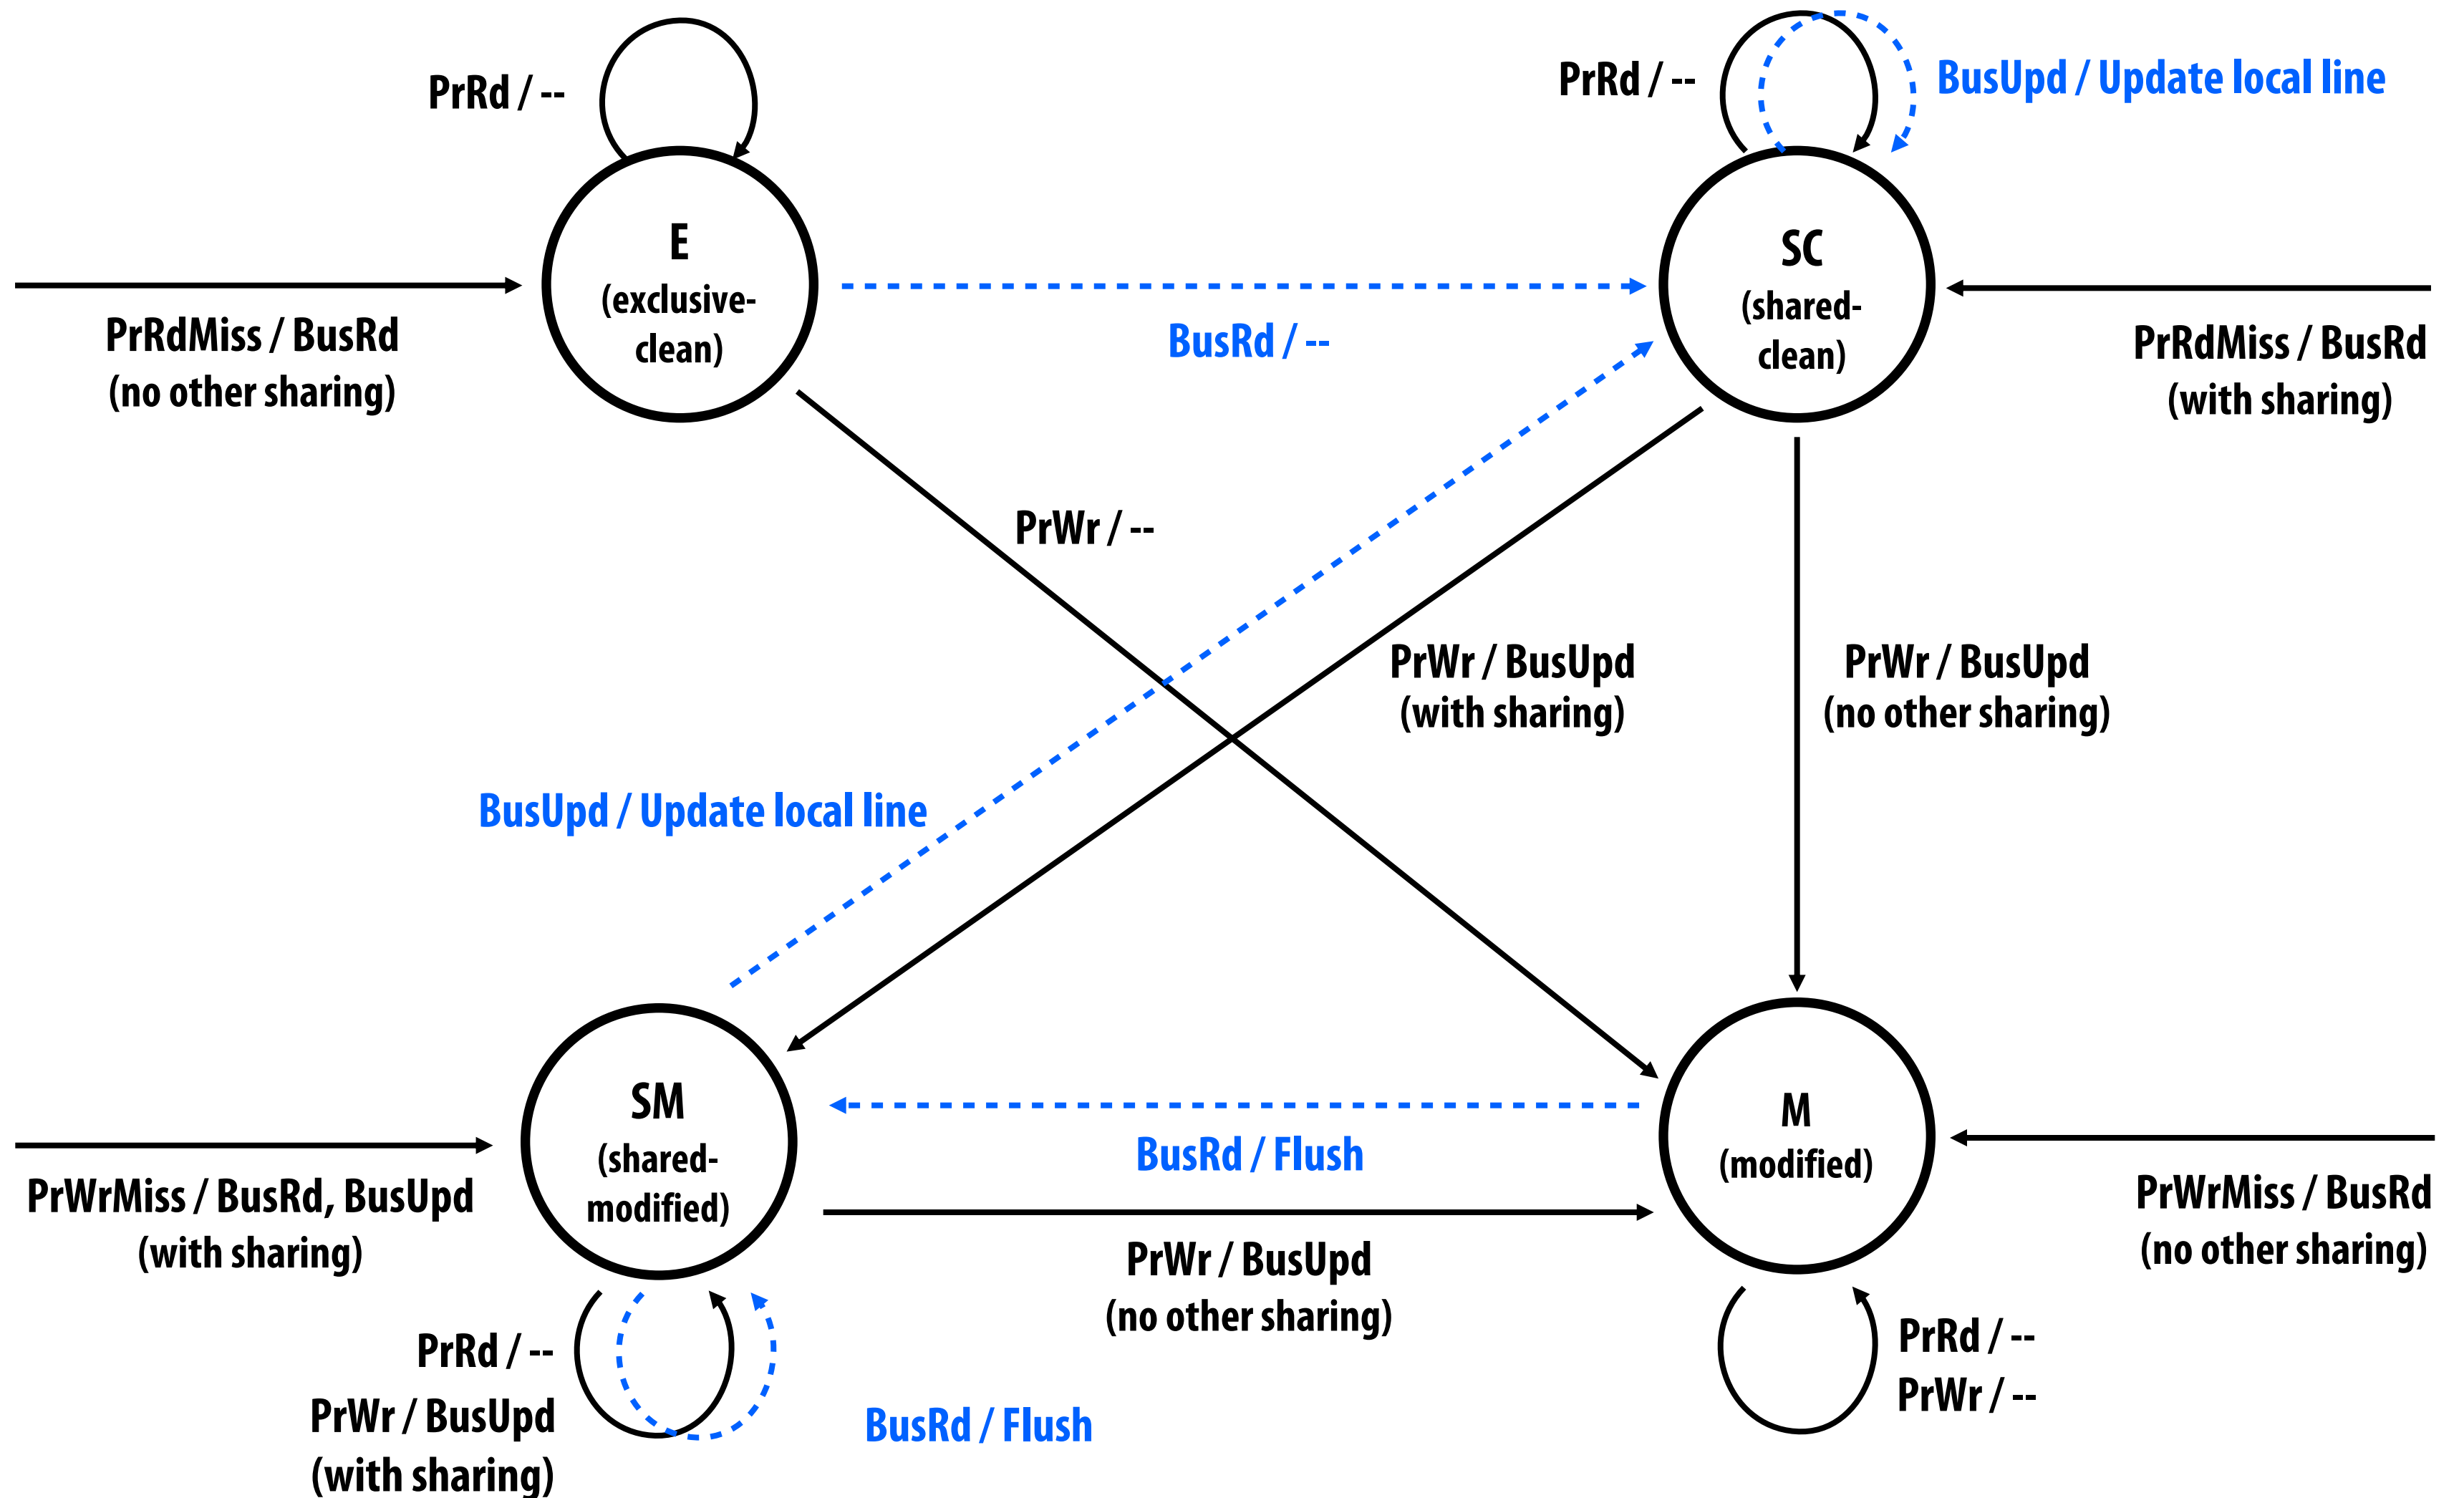 PrRd / --
PrRd / --
BusUpd / Update local line
E
(exclusive-
clean)
SC
(shared-
clean)
PrRdMiss / BusRd
(no other sharing)
BusRd / --
PrRdMiss / BusRd
(with sharing)
PrWr / --
PrWr / BusUpd
(with sharing)
PrWr / BusUpd
(no other sharing)
BusUpd / Update local line
SM
(shared-
modified)
M
(modified)
BusRd / Flush
PrWrMiss / BusRd, BusUpd
(with sharing)
PrWr / BusUpd
(no other sharing)
PrWrMiss / BusRd
(no other sharing)
PrRd / --
PrWr / BusUpd
(with sharing)
BusRd / Flush
PrRd / --
PrWr / --